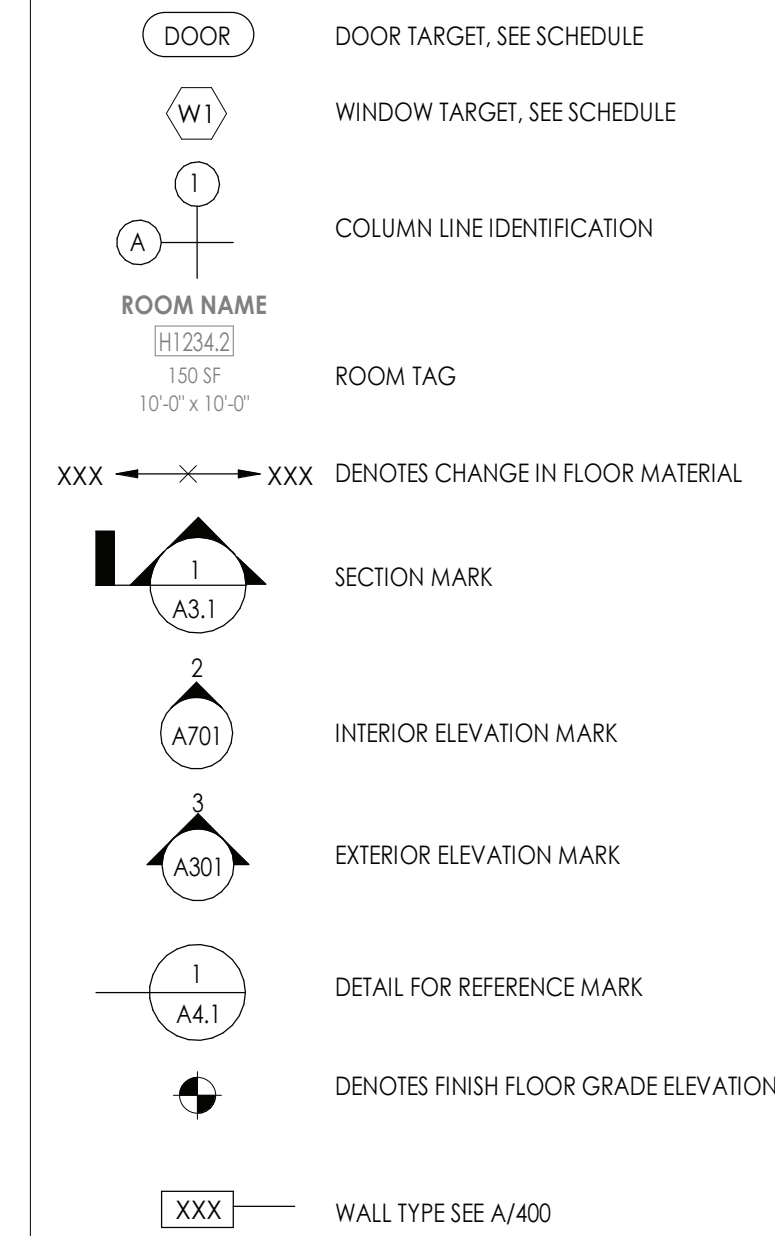 DOOR DOOR TARGET, SEE SCHEDULE
W1 WINDOW TARGET, SEE SCHEDULE
1
A COLUMN LINE IDENTIFICATION
ROOM NAME
H1234.2
150 SF ROOM TAG
10'-0" x 10'-0"
XXX XXX DENOTES CHANGE IN FLOOR MATERIAL
1 SECTION MARK
A3.1
2
A701 INTERIOR ELEVATION MARK
3
A301 EXTERIOR ELEVATION MARK
1 DETAIL FOR REFERENCE MARK
A4.1
DENOTES FINISH FLOOR GRADE ELEVATION
XXX WALL TYPE SEE A/400